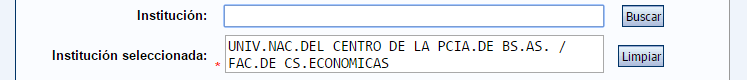 Institución: Buscar
Institución seleccionada: UNIV.NAC.DEL CENTRO DE LA PCIA.DE BS.AS. / Limpiar
* FAC.DE CS.ECONOMICAS